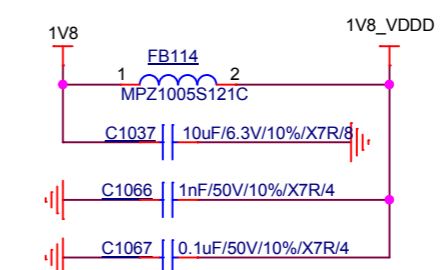 1V8
1V8_VDDD
FB114
1
2
MPZ1005S121C
C1037
10uF/6.3V/10%/X7R/8
C1066
1nF/50V/10%/X7R/4
C1067
0.1uF/50V/10%/X7R/4